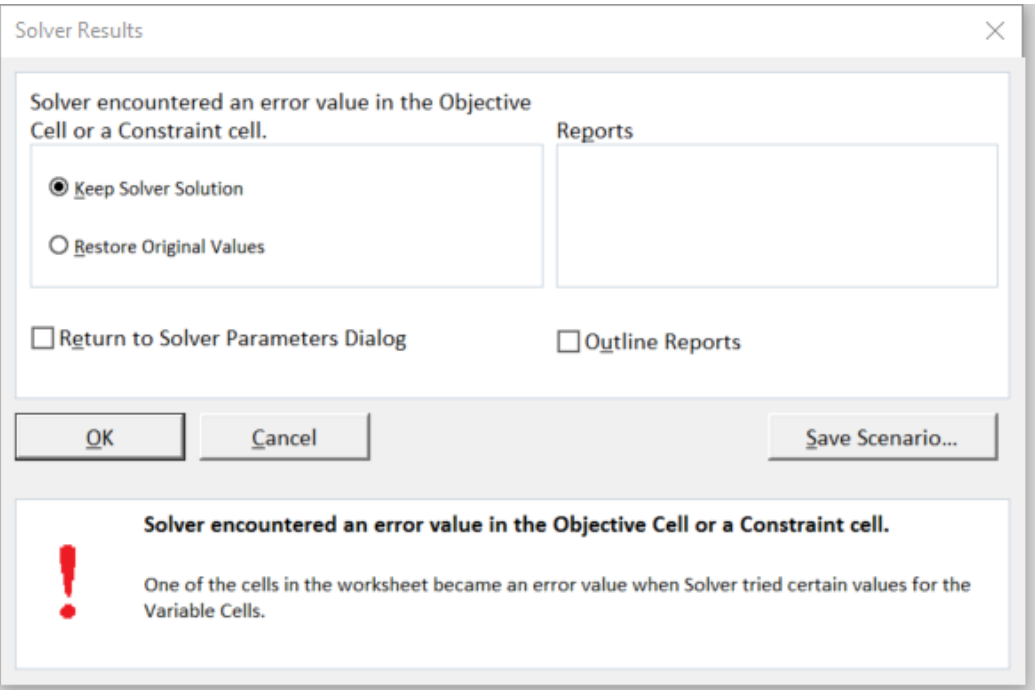 Solver Results
Solver encountered an error value in the Objective
Cell or a Constraint cell.
Reports
Keep Solver Solution
Restore Original Values
Return to Solver Parameters Dialog
Outline Reports
OK
Cancel
Save Scenario...
Solver encountered an error value in the Objective Cell or a Constraint cell.
One of the cells in the worksheet became an error value when Solver tried certain values for the
Variable Cells.